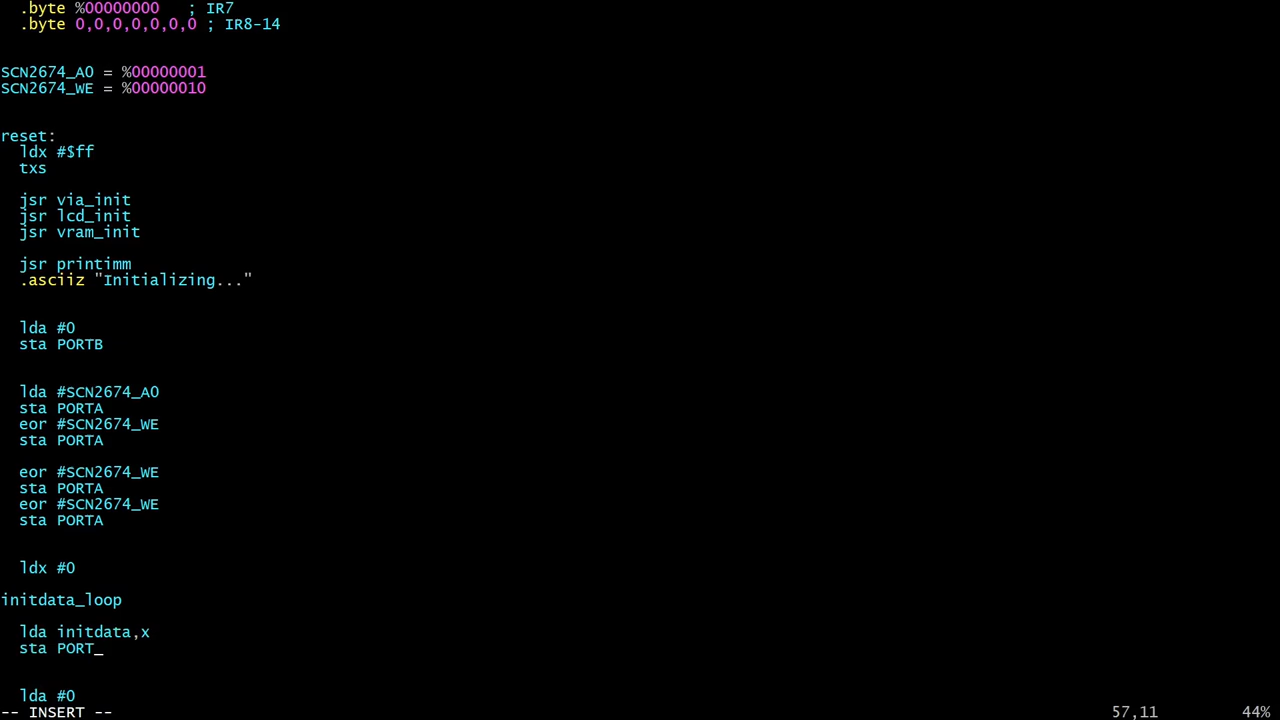 .byte %00000000   ; IR7
.byte 0,0,0,0,0,0,0 ; IR8-14
SCN2674_A0 = %00000001
SCN2674_WE = %00000010
reset:
ldx #$ff
txs
jsr via_init
jsr lcd_init
jsr vram_init
jsr printimm
.asciiz "Initializing..."
lda #0
sta PORTB
lda #SCN2674_A0
sta PORTA
eor #SCN2674_WE
sta PORTA
eor #SCN2674_WE
sta PORTA
eor #SCN2674_WE
sta PORTA
ldx #0
initdata_loop
lda initdata,x
sta PORT_
lda #0
-- INSERT -- 57,11 44%